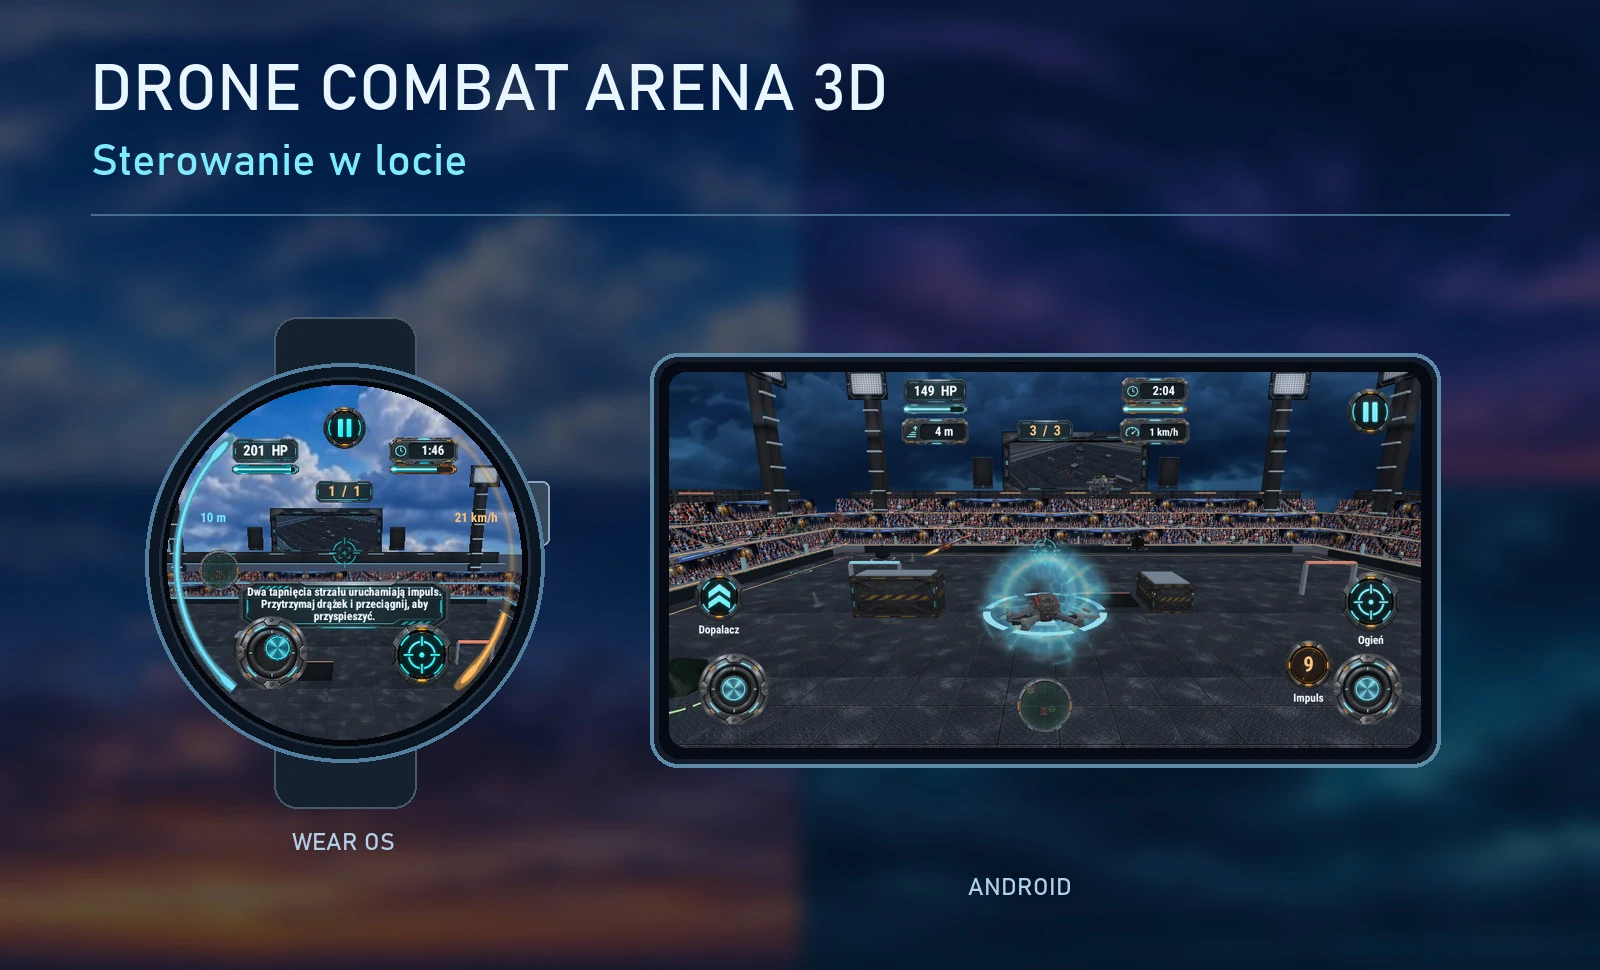 DRONE COMBAT ARENA 3D
Sterowanie w locie
201 HP
1:46
1 / 1
10 m
21 km/h
Dwa tapnięcia strzału uruchamiają impuls.
Przytrzymaj drążek i przeciągnij, aby
przyspieszyć.
WEAR OS
149 HP
2:04
4 m
3 / 3
1 km/h
Dopalacz
Ogień
9
Impuls
ANDROID